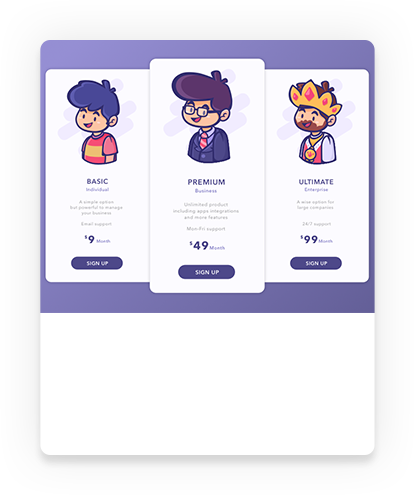 BASIC
Individual
A simple option
but powerful to manage
your business
Email support
$9 Month
SIGN UP
PREMIUM
Business
Unlimited product
including apps integrations
and more features
Mon-Fri support
$49 Month
SIGN UP
ULTIMATE
Enterprise
A wise option for
large companies
24/7 support
$99 Month
SIGN UP